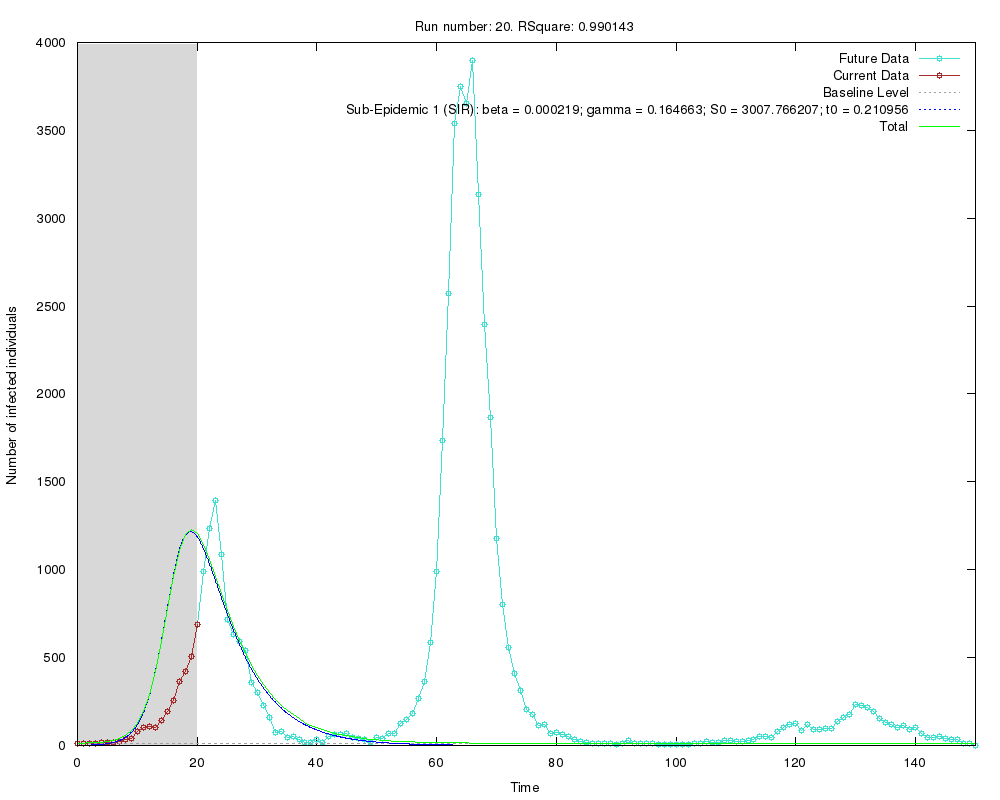 Run number: 20. RSquare: 0.990143
4000
3500
3000
2500
2000
1500
1000
500
0
Number of infected individuals
Future Data
Current Data
Baseline Level
Sub-Epidemic 1 (SIR): beta = 0.000219; gamma = 0.164663; S0 = 3007.766207; t0 = 0.210956
Total
0 20 40 60 80 100 120 140
Time